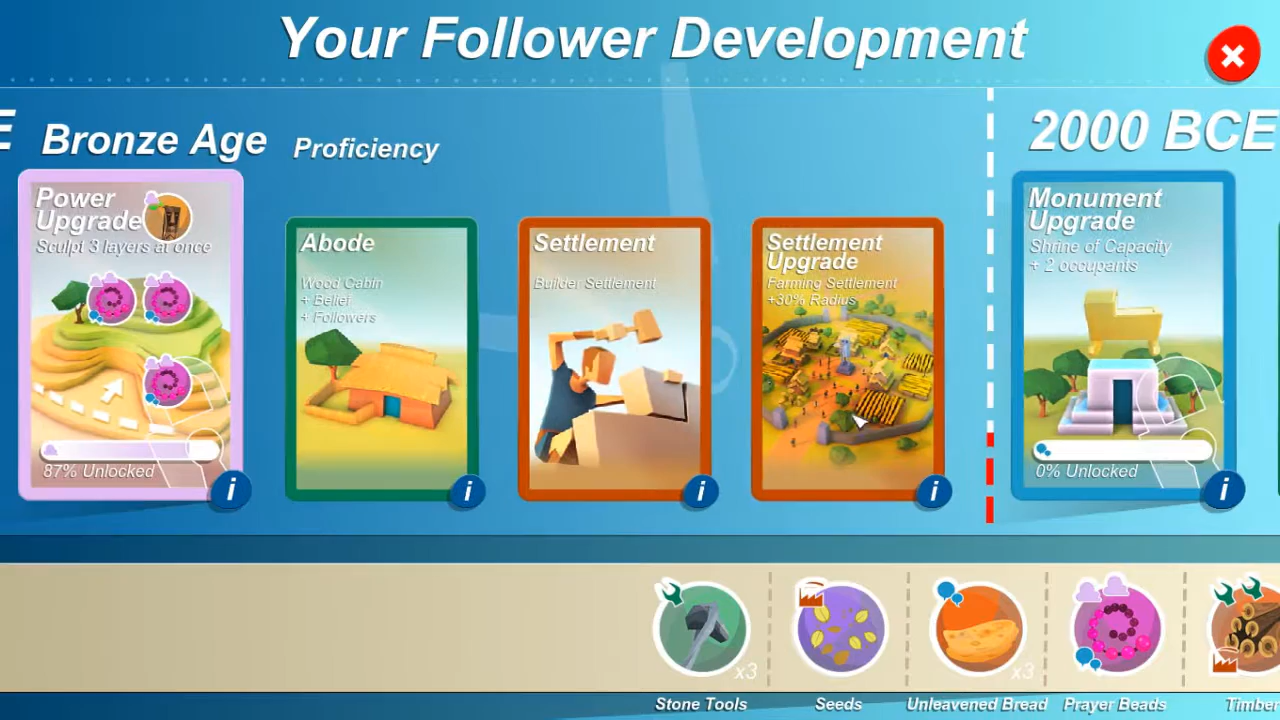 Your Follower Development
E Bronze Age Proficiency
2000 BCE
Power
Upgrade
Sculpt 3 layers at once
87% Unlocked
i
Abode
Wood Cabin
+ Belief
+ Followers
i
Settlement
Builder Settlement
i
Settlement
Upgrade
Farming Settlement
+30% Radius
i
Monument
Upgrade
Shrine of Capacity
+ 2 occupants
0% Unlocked
i
x3
x3
Stone Tools
Seeds
Unleavened Bread
Prayer Beads
Timber